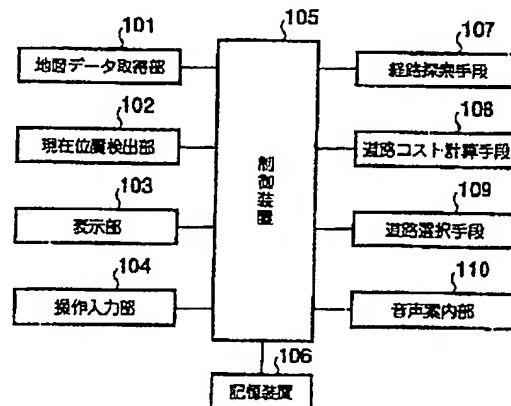 101
地図データ取得部
102
現在位置検出部
103
表示部
104
操作入力部
105
制御装置
106
記憶装置
107
経路探索手段
108
道路コスト計算手段
109
道路選択手段
110
音声案内部